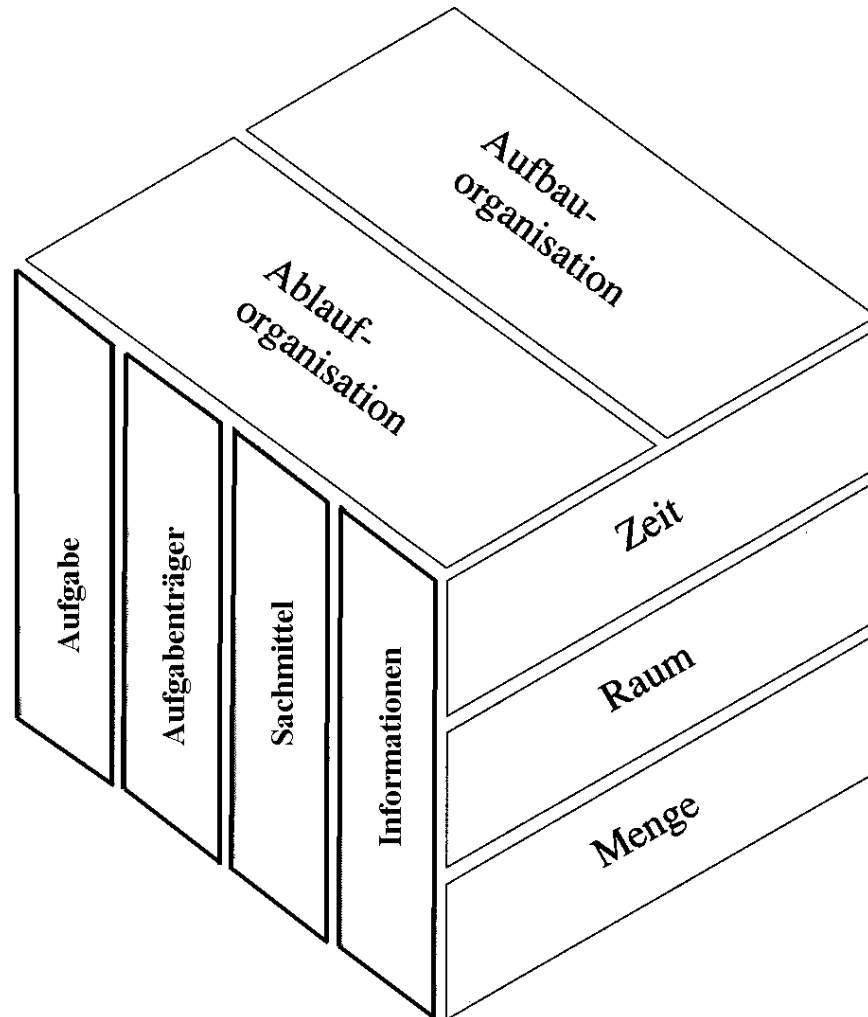 Aufbau-
organisation
Ablauf-
organisation
Aufgabe
Aufgabenträger
Sachmittel
Informationen
Zeit
Raum
Menge